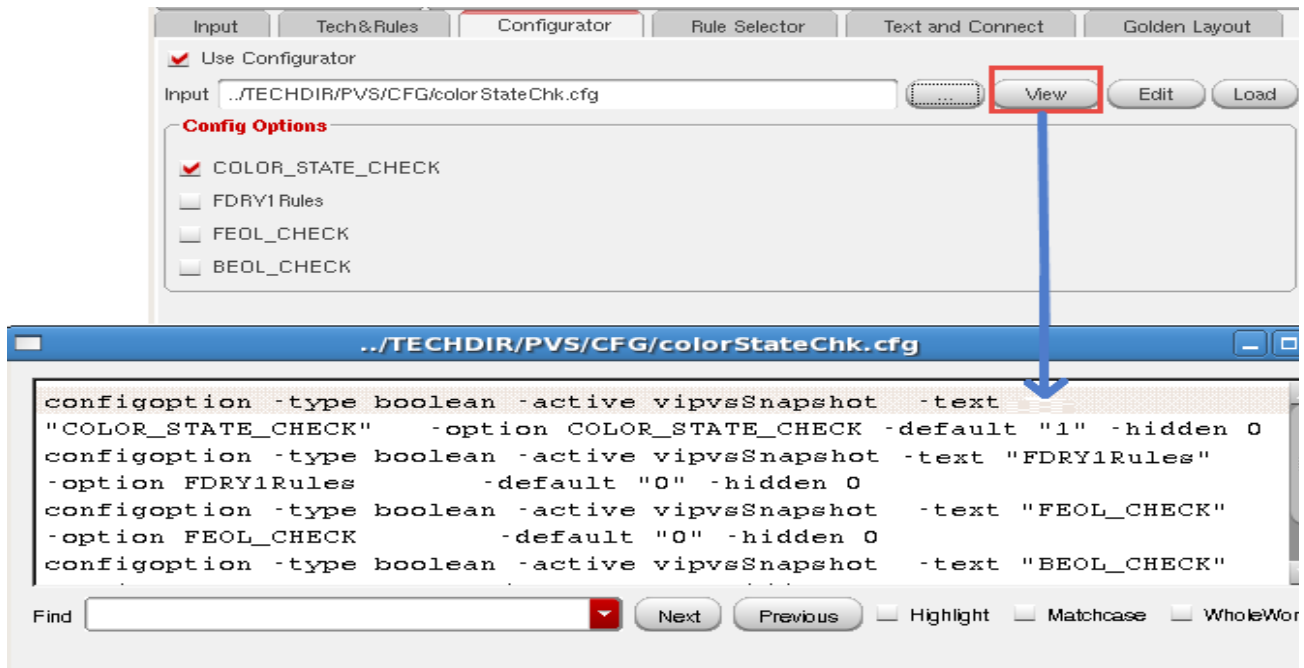 Input Tech&Rules Configurator Rule Selector Text and Connect Golden Layout
Use Configurator
Input ../TECHDIR/PVS/CFG/colorStateChk.cfg ... View Edit Load
Config Options
COLOR_STATE_CHECK
FDRY1Rules
FEOL_CHECK
BEOL_CHECK
../TECHDIR/PVS/CFG/colorStateChk.cfg
configoption -type boolean -active vipvsSnapshot -text
"COLOR_STATE_CHECK" -option COLOR_STATE_CHECK -default "1" -hidden 0
configoption -type boolean -active vipvsSnapshot -text "FDRY1Rules"
-option FDRY1Rules -default "0" -hidden 0
configoption -type boolean -active vipvsSnapshot -text "FEOL_CHECK"
-option FEOL_CHECK -default "0" -hidden 0
configoption -type boolean -active vipvsSnapshot -text "BEOL_CHECK"
Find Next Previous Highlight Matchcase WholeWor